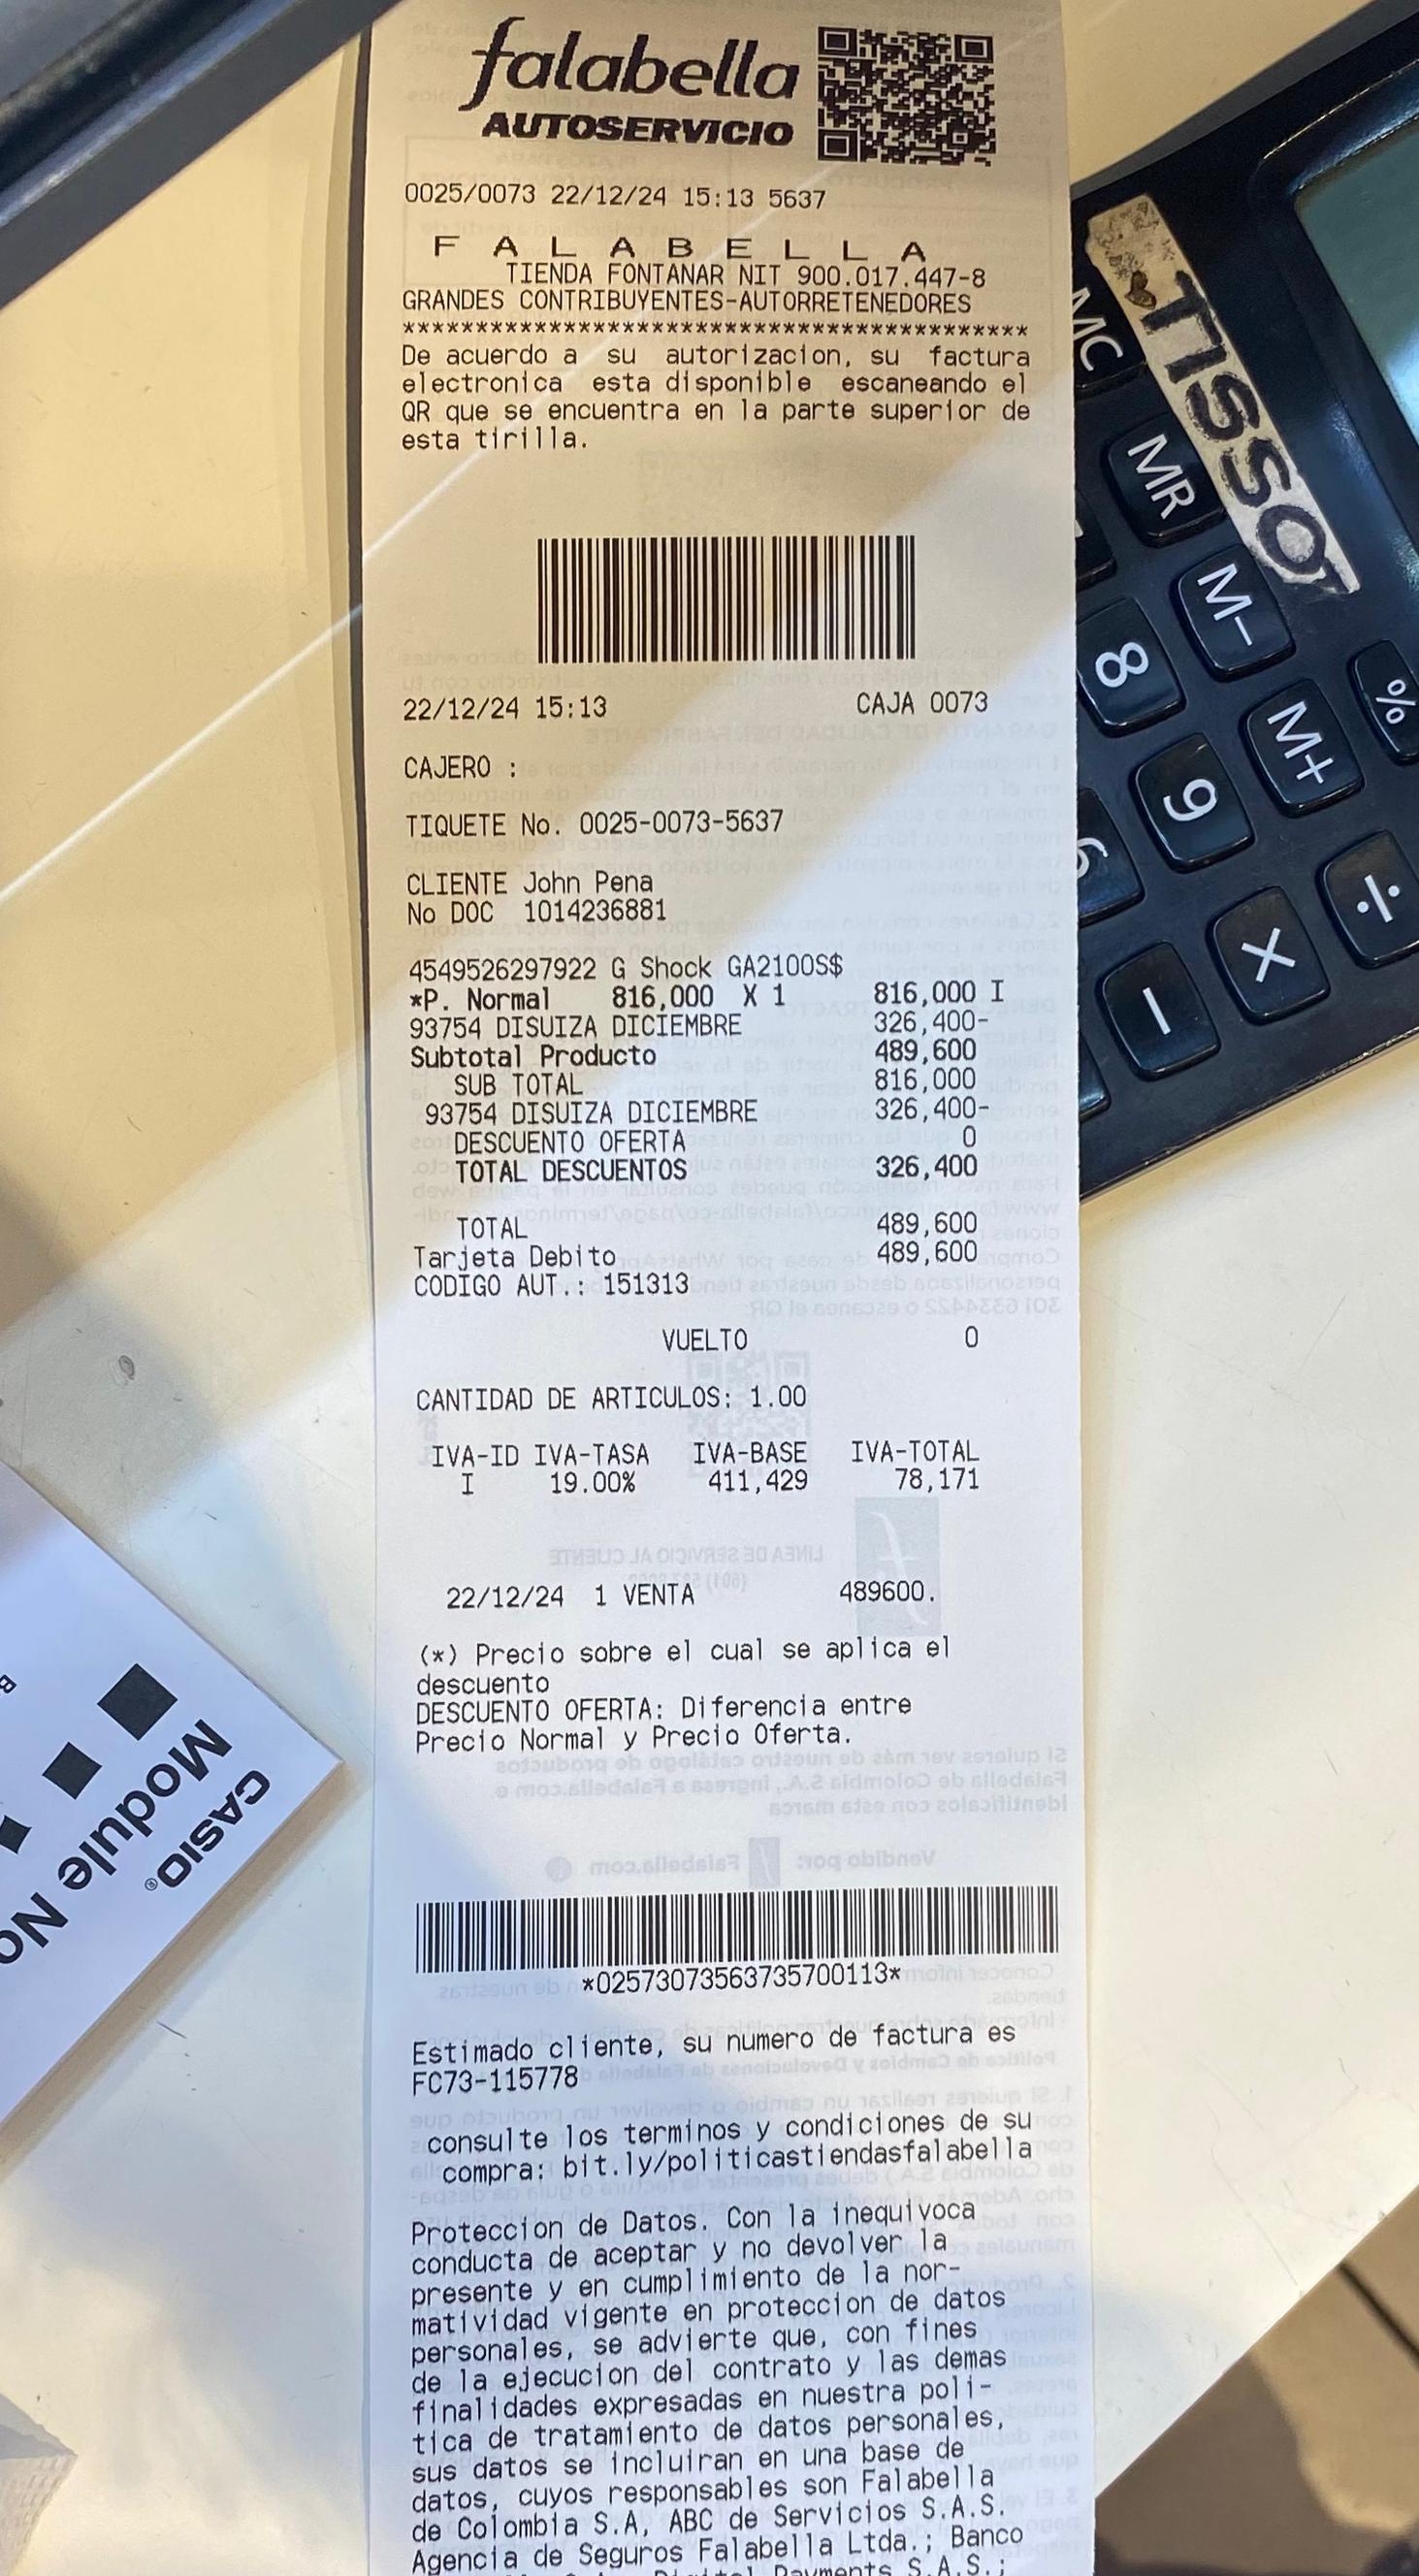 falabella
AUTOSERVICIO
0025/0073 22/12/24 15:13 5637
F A L A B E L L A
TIENDA FONTANAR NIT 900.017.447-8
GRANDES CONTRIBUYENTES-AUTORRETENEDORES
*******************************************
De acuerdo a su autorizacion, su factura
electronica esta disponible escaneando el
QR que se encuentra en la parte superior de
esta tirilla.
22/12/24 15:13 CAJA 0073
CAJERO :
TIQUETE No. 0025-0073-5637
CLIENTE John Pena
No DOC 1014236881
4549526297922 G Shock GA2100S$
*P. Normal 816,000 X 1 816,000 I
93754 DISUIZA DICIEMBRE 326,400-
Subtotal Producto 489,600
SUB TOTAL 816,000
93754 DISUIZA DICIEMBRE 326,400-
DESCUENTO OFERTA 0
TOTAL DESCUENTOS 326,400
TOTAL 489,600
Tarjeta Debito 489,600
CODIGO AUT.: 151313
VUELTO 0
CANTIDAD DE ARTICULOS: 1.00
IVA-ID IVA-TASA IVA-BASE IVA-TOTAL
I 19.00% 411,429 78,171
22/12/24 1 VENTA 489600.
(*) Precio sobre el cual se aplica el
descuento
DESCUENTO OFERTA: Diferencia entre
Precio Normal y Precio Oferta.
*02573073563735700113*
Estimado cliente, su numero de factura es
FC73-115778
consulte los terminos y condiciones de su
compra: bit.ly/politicastiendasfalabella
Proteccion de Datos. Con la inequivoca
conducta de aceptar y no devolver la
presente y en cumplimiento de la nor-
matividad vigente en proteccion de datos
personales, se advierte que, con fines
de la ejecucion del contrato y las demas
finalidades expresadas en nuestra poli-
tica de tratamiento de datos personales,
sus datos se incluiran en una base de
datos, cuyos responsables son Falabella
de Colombia S.A, ABC de Servicios S.A.S.
Agencia de Seguros Falabella Ltda.; Banco
Payments S.A.S.;
TISSO
MC
MR
M-
M+
%
8
9
6
÷
×
−
CASIO®
Module No